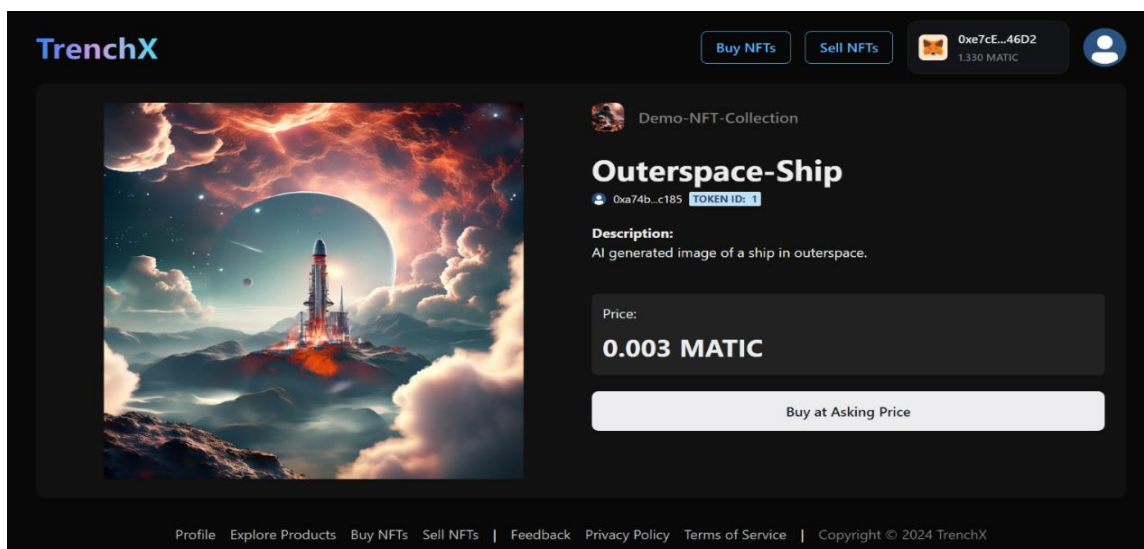 TrenchX
Buy NFTs
Sell NFTs
0xe7cE...46D2
1.330 MATIC
Demo-NFT-Collection
Outerspace-Ship
0xa74b...c185 TOKEN ID: 1
Description:
AI generated image of a ship in outerspace.
Price:
0.003 MATIC
Buy at Asking Price
Profile Explore Products Buy NFTs Sell NFTs | Feedback Privacy Policy Terms of Service | Copyright © 2024 TrenchX